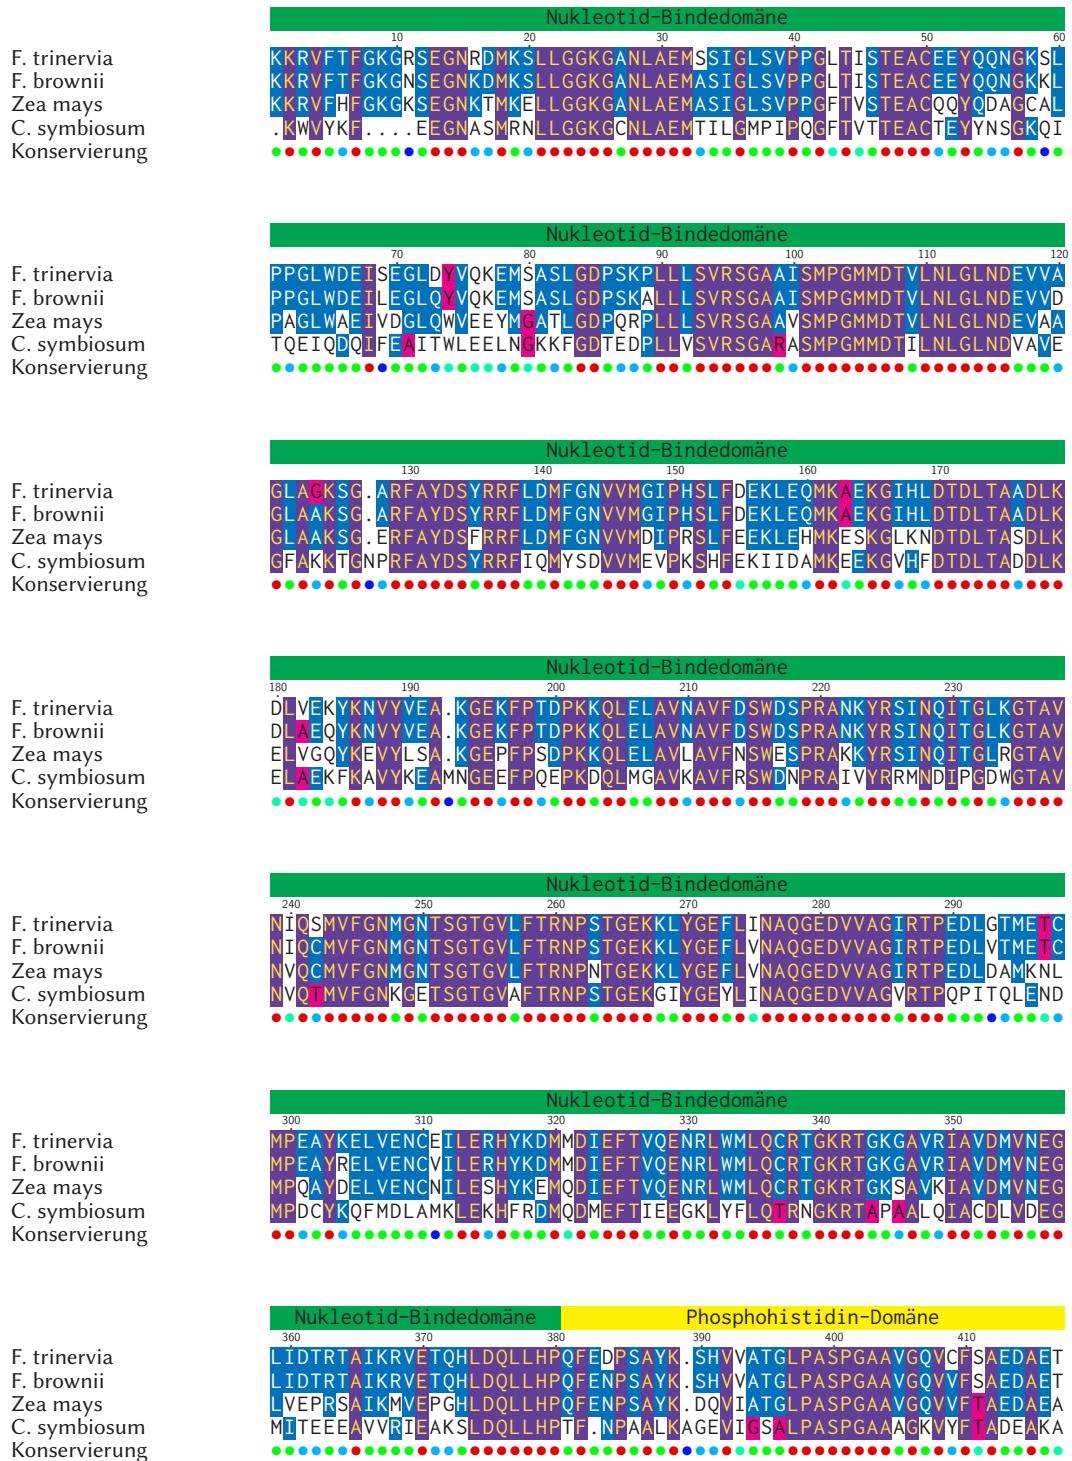 Nukleotid-Bindedomäne
10 20 30 40 50 60
F. trinervia KKRVFTFGKGRSEGNRDMKSLLGGKGANLAEMSSIGLSVPPGLTISTEACEEYQQNGKSL
F. brownii KKRVFTFGKGNSEGNKDMKSLLGGKGANLAEMASIGLSVPPGLTISTEACEEYQQNGKKL
Zea mays KKRVFHFGKGKSEGNKTMKELLGGKGANLAEMASIGLSVPPGFTVSTEACQQYQDAGCAL
C. symbiosum .KWVYKF....EEGNASMRNLLGGKGCNLAEMTILGMPIPQGFTVTTEACTEYYNSGKQI
Konservierung
Nukleotid-Bindedomäne
70 80 90 100 110 120
F. trinervia PPGLWDEISEGLDYVQKEMSASLGDPSKPLLLSVRSGAAISMPGMMDTVLNLGLNDEVVA
F. brownii PPGLWDEILEGLQYVQKEMSASLGDPSKALLLSVRSGAAISMPGMMDTVLNLGLNDEVVD
Zea mays PAGLWAEIVDGLQWVEEYMGATLGDPQRPLLLSVRSGAAVSMPGMMDTVLNLGLNDEVAA
C. symbiosum TQEIQDQIFEAITWLEELNGKKFGDTEDPLLVSVRSGARASMPGMMDTILNLGLNDVAVE
Konservierung
Nukleotid-Bindedomäne
130 140 150 160 170
F. trinervia GLAGKSG.ARFAYDSYRRFLDMFGNVVMGIPHSLFDEKLEQMKAEKGIHLDTDLTAADLK
F. brownii GLAAKSG.ARFAYDSYRRFLDMFGNVVMGIPHSLFDEKLEQMKAEKGIHLDTDLTAADLK
Zea mays GLAAKSG.ERFAYDSFRRFLDMFGNVVMDIPRSLFEEKLEHMKESKGLKNDTDLTASDLK
C. symbiosum GFAKKTGNPRFAYDSYRRFIQMYSDVVMEVPKSHFEKIIDAMKEEKGVHFDTDLTADDLK
Konservierung
Nukleotid-Bindedomäne
180 190 200 210 220 230
F. trinervia DLVEKYKNVYVEA.KGEKFPTDPKKQLELAVNAVFDSWDSPRANKYRSINQITGLKGTAV
F. brownii DLAEQYKNVYVEA.KGEKFPTDPKKQLELAVNAVFDSWDSPRANKYRSINQITGLKGTAV
Zea mays ELVGQYKEVYLSA.KGEPFPSDPKKQLELAVLAVFNSWESPRAKKYRSINQITGLRGTAV
C. symbiosum ELAEKFKAVYKEAMNGEEFPQEPKDQLMGAVKAVFRSWDNPRAIVYRRMNDIPGDWGTAV
Konservierung
Nukleotid-Bindedomäne
240 250 260 270 280 290
F. trinervia NIQSMVFGNMGNTSGTGVLFTRNPSTGEKKLYGEFLINAQGEDVVAGIRTPEDLGTMETC
F. brownii NIQCMVFGNMGNTSGTGVLFTRNPSTGEKKLYGEFLVNAQGEDVVAGIRTPEDLVTMETC
Zea mays NVQCMVFGNMGNTSGTGVLFTRNPNTGEKKLYGEFLVNAQGEDVVAGIRTPEDLDAMKNL
C. symbiosum NVQTMVFGNKGETSGTGVAFTRNPSTGEKGIYGEYLINAQGEDVVAGVRTPQPITQLEND
Konservierung
Nukleotid-Bindedomäne
300 310 320 330 340 350
F. trinervia MPEAYKELVENCEILERHYKDMMDIEFTVQENRLWMLQCRTGKRTGKGAVRIAVDMVNEG
F. brownii MPEAYRELVENCVILERHYKDMMDIEFTVQENRLWMLQCRTGKRTGKGAVRIAVDMVNEG
Zea mays MPQAYDELVENCNILESHYKEMQDIEFTVQENRLWMLQCRTGKRTGKSAVKIAVDMVNEG
C. symbiosum MPDCYKQFMDLAMKLEKHFRDMQDMEFTIEEGKLYFLQTRNGKRTAPAALQIACDLVDEG
Konservierung
Nukleotid-Bindedomäne Phosphohistidin-Domäne
360 370 380 390 400 410
F. trinervia LIDTRTAIKRVETQHLDQLLHPQFEDPSAYK.SHVVATGLPASPGAAVGQVCFSAEDAET
F. brownii LIDTRTAIKRVETQHLDQLLHPQFENPSAYK.SHVVATGLPASPGAAVGQVVFSAEDAET
Zea mays LVEPRSAIKMVEPGHLDQLLHPQFENPSAYK.DQVIATGLPASPGAAVGQVVFTAEDAEA
C. symbiosum MITEEEAVVRIEAKSLDQLLHPTF.NPAALKAGEVIGSALPASPGAAAGKVYFTADEAKA
Konservierung